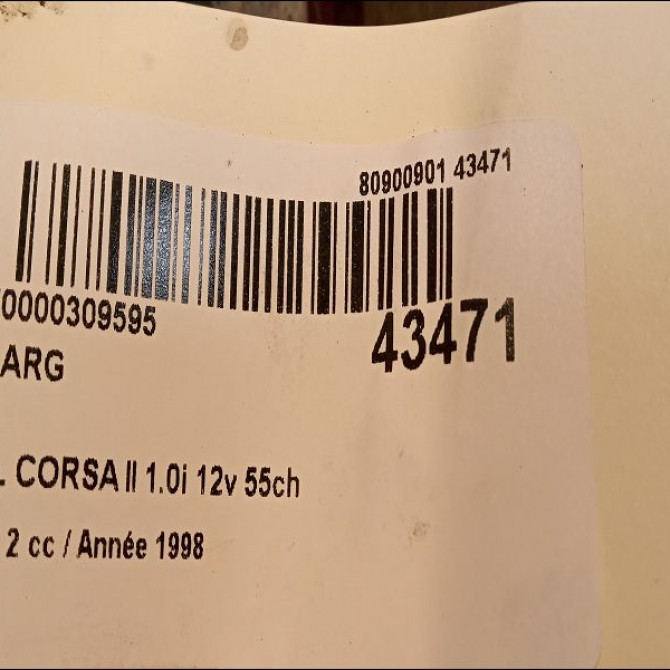 80900901 43471
0000309595
43471
ARG
. CORSA II 1.0i 12v 55ch
2 cc / Année 1998